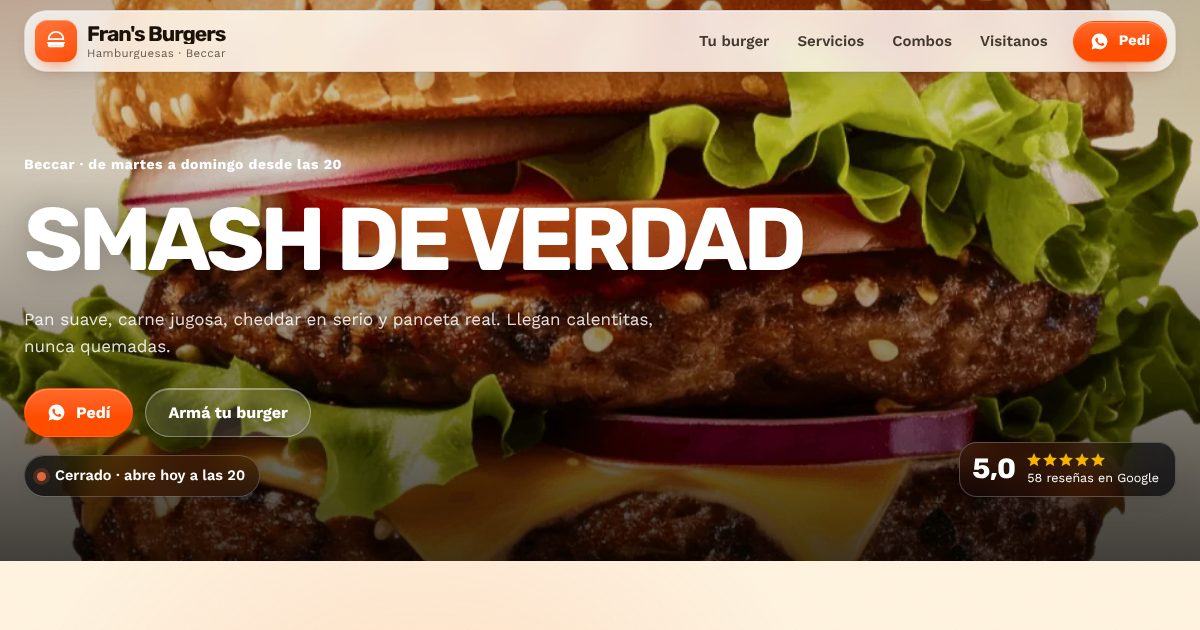 Fran's Burgers
Hamburguesas · Beccar
Tu burger
Servicios
Combos
Visitanos
Pedí
Beccar · de martes a domingo desde las 20
SMASH DE VERDAD
Pan suave, carne jugosa, cheddar en serio y panceta real. Llegan calentitas,
nunca quemadas.
Pedí
Armá tu burger
Cerrado · abre hoy a las 20
5,0
58 reseñas en Google